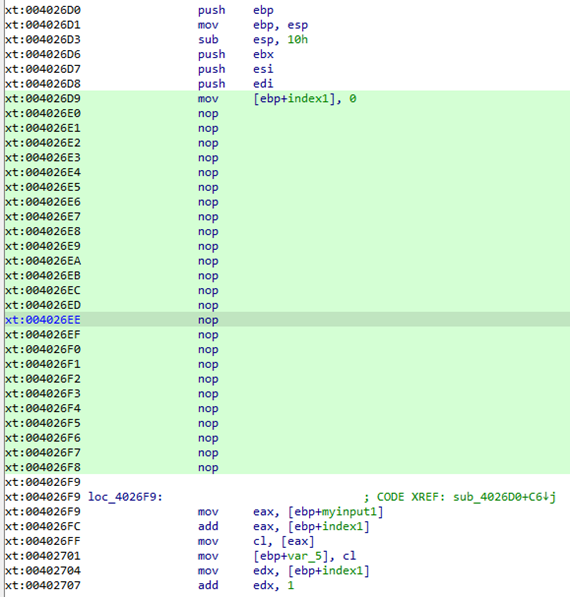 xt:004026D0 push ebp
xt:004026D1 mov ebp, esp
xt:004026D3 sub esp, 10h
xt:004026D6 push ebx
xt:004026D7 push esi
xt:004026D8 push edi
xt:004026D9 mov [ebp+index1], 0
xt:004026E0 nop
xt:004026E1 nop
xt:004026E2 nop
xt:004026E3 nop
xt:004026E4 nop
xt:004026E5 nop
xt:004026E6 nop
xt:004026E7 nop
xt:004026E8 nop
xt:004026E9 nop
xt:004026EA nop
xt:004026EB nop
xt:004026EC nop
xt:004026ED nop
xt:004026EE nop
xt:004026EF nop
xt:004026F0 nop
xt:004026F1 nop
xt:004026F2 nop
xt:004026F3 nop
xt:004026F4 nop
xt:004026F5 nop
xt:004026F6 nop
xt:004026F7 nop
xt:004026F8 nop
xt:004026F9
xt:004026F9 loc_4026F9: ; CODE XREF: sub_4026D0+C6↓j
xt:004026F9 mov eax, [ebp+myinput1]
xt:004026FC add eax, [ebp+index1]
xt:004026FF mov cl, [eax]
xt:00402701 mov [ebp+var_5], cl
xt:00402704 mov edx, [ebp+index1]
xt:00402707 add edx, 1